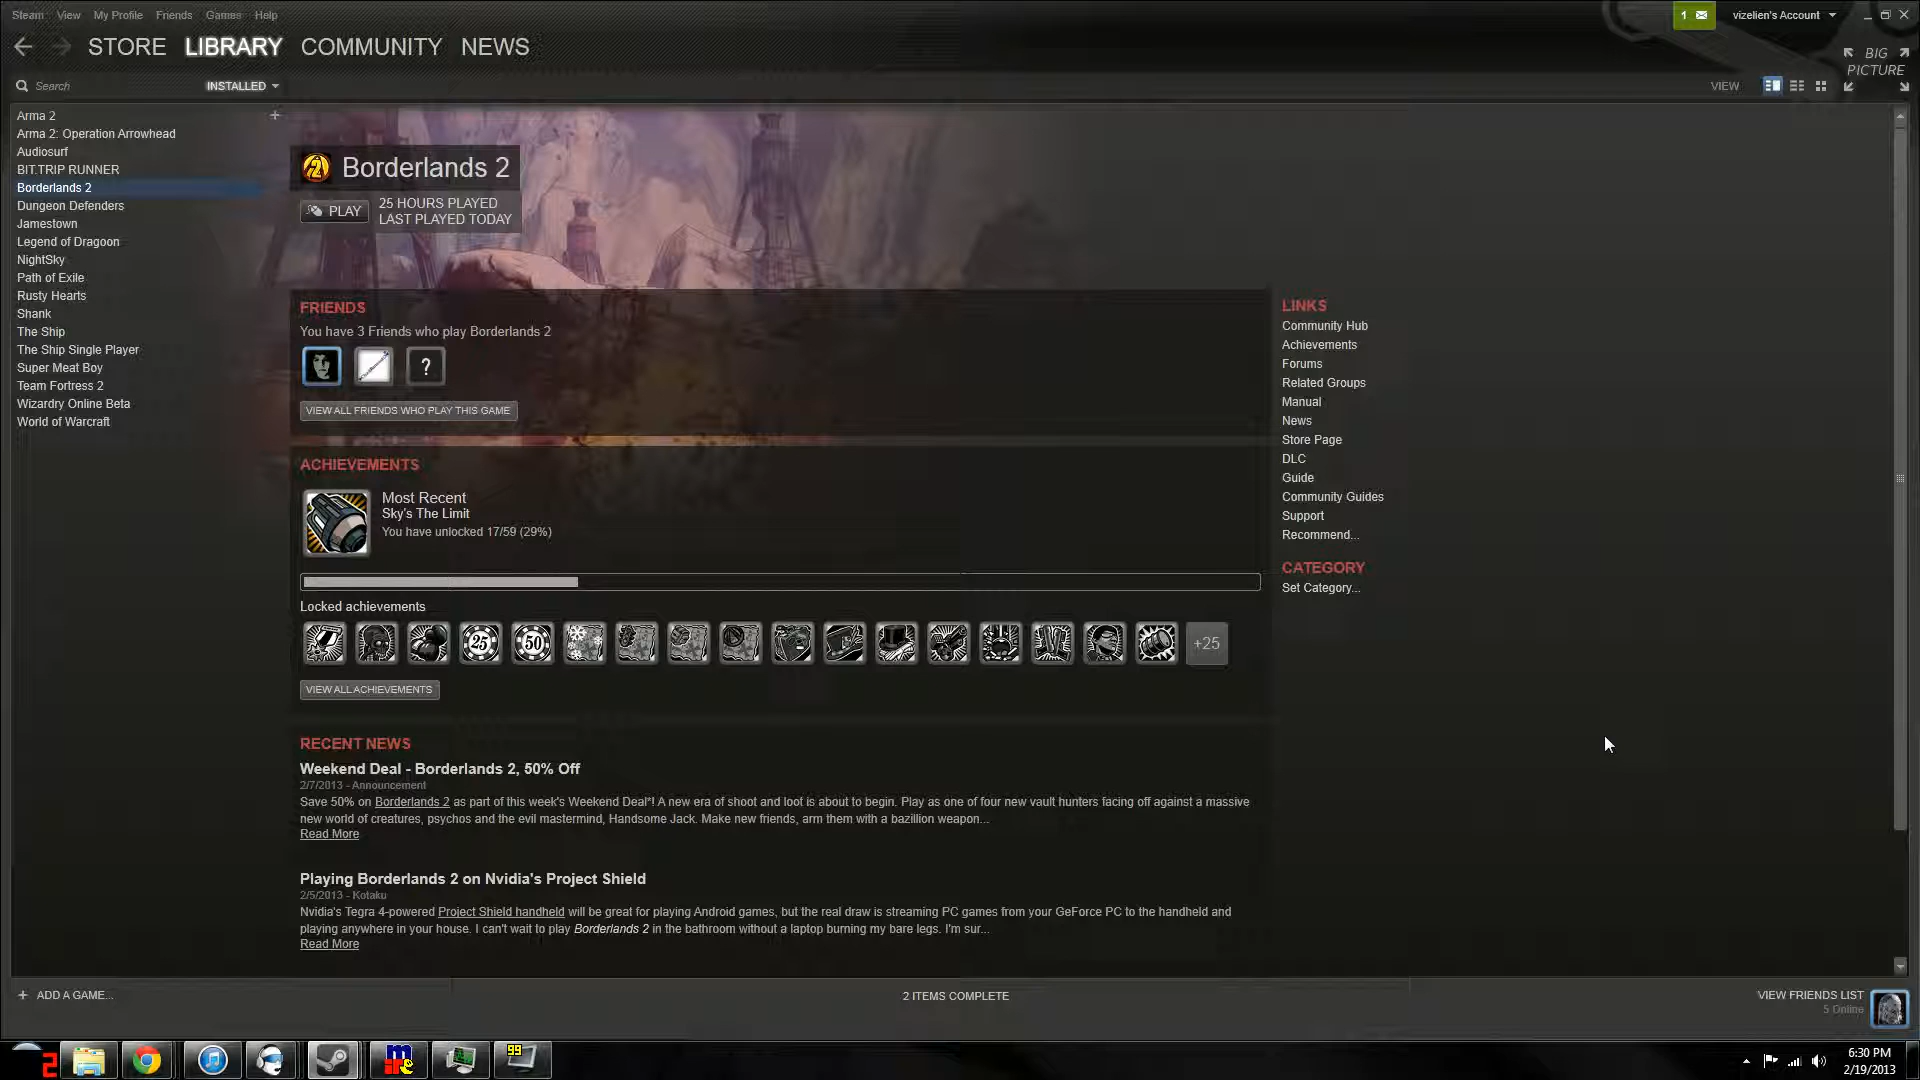 Steam View My Profile Friends Games Help
1 vizelien's Account
STORE LIBRARY COMMUNITY NEWS
BIG PICTURE
Search INSTALLED
VIEW
Arma 2
Arma 2: Operation Arrowhead
Audiosurf
BIT.TRIP RUNNER
Borderlands 2
Dungeon Defenders
Jamestown
Legend of Dragoon
NightSky
Path of Exile
Rusty Hearts
Shank
The Ship
The Ship Single Player
Super Meat Boy
Team Fortress 2
Wizardry Online Beta
World of Warcraft
Borderlands 2
PLAY
25 HOURS PLAYED
LAST PLAYED TODAY
FRIENDS
You have 3 Friends who play Borderlands 2
?
VIEW ALL FRIENDS WHO PLAY THIS GAME
ACHIEVEMENTS
Most Recent
Sky's The Limit
You have unlocked 17/59 (29%)
Locked achievements
25 50 +25
VIEW ALL ACHIEVEMENTS
RECENT NEWS
Weekend Deal - Borderlands 2, 50% Off
2/7/2013 - Announcement
Save 50% on Borderlands 2 as part of this week's Weekend Deal*! A new era of shoot and loot is about to begin. Play as one of four new vault hunters facing off against a massive
new world of creatures, psychos and the evil mastermind, Handsome Jack. Make new friends, arm them with a bazillion weapon...
Read More
Playing Borderlands 2 on Nvidia's Project Shield
2/5/2013 - Kotaku
Nvidia's Tegra 4-powered Project Shield handheld will be great for playing Android games, but the real draw is streaming PC games from your GeForce PC to the handheld and
playing anywhere in your house. I can't wait to play Borderlands 2 in the bathroom without a laptop burning my bare legs. I'm sur...
Read More
LINKS
Community Hub
Achievements
Forums
Related Groups
Manual
News
Store Page
DLC
Guide
Community Guides
Support
Recommend...
CATEGORY
Set Category...
+ ADD A GAME...
2 ITEMS COMPLETE
VIEW FRIENDS LIST
5 Online
2
99
6:30 PM
2/19/2013